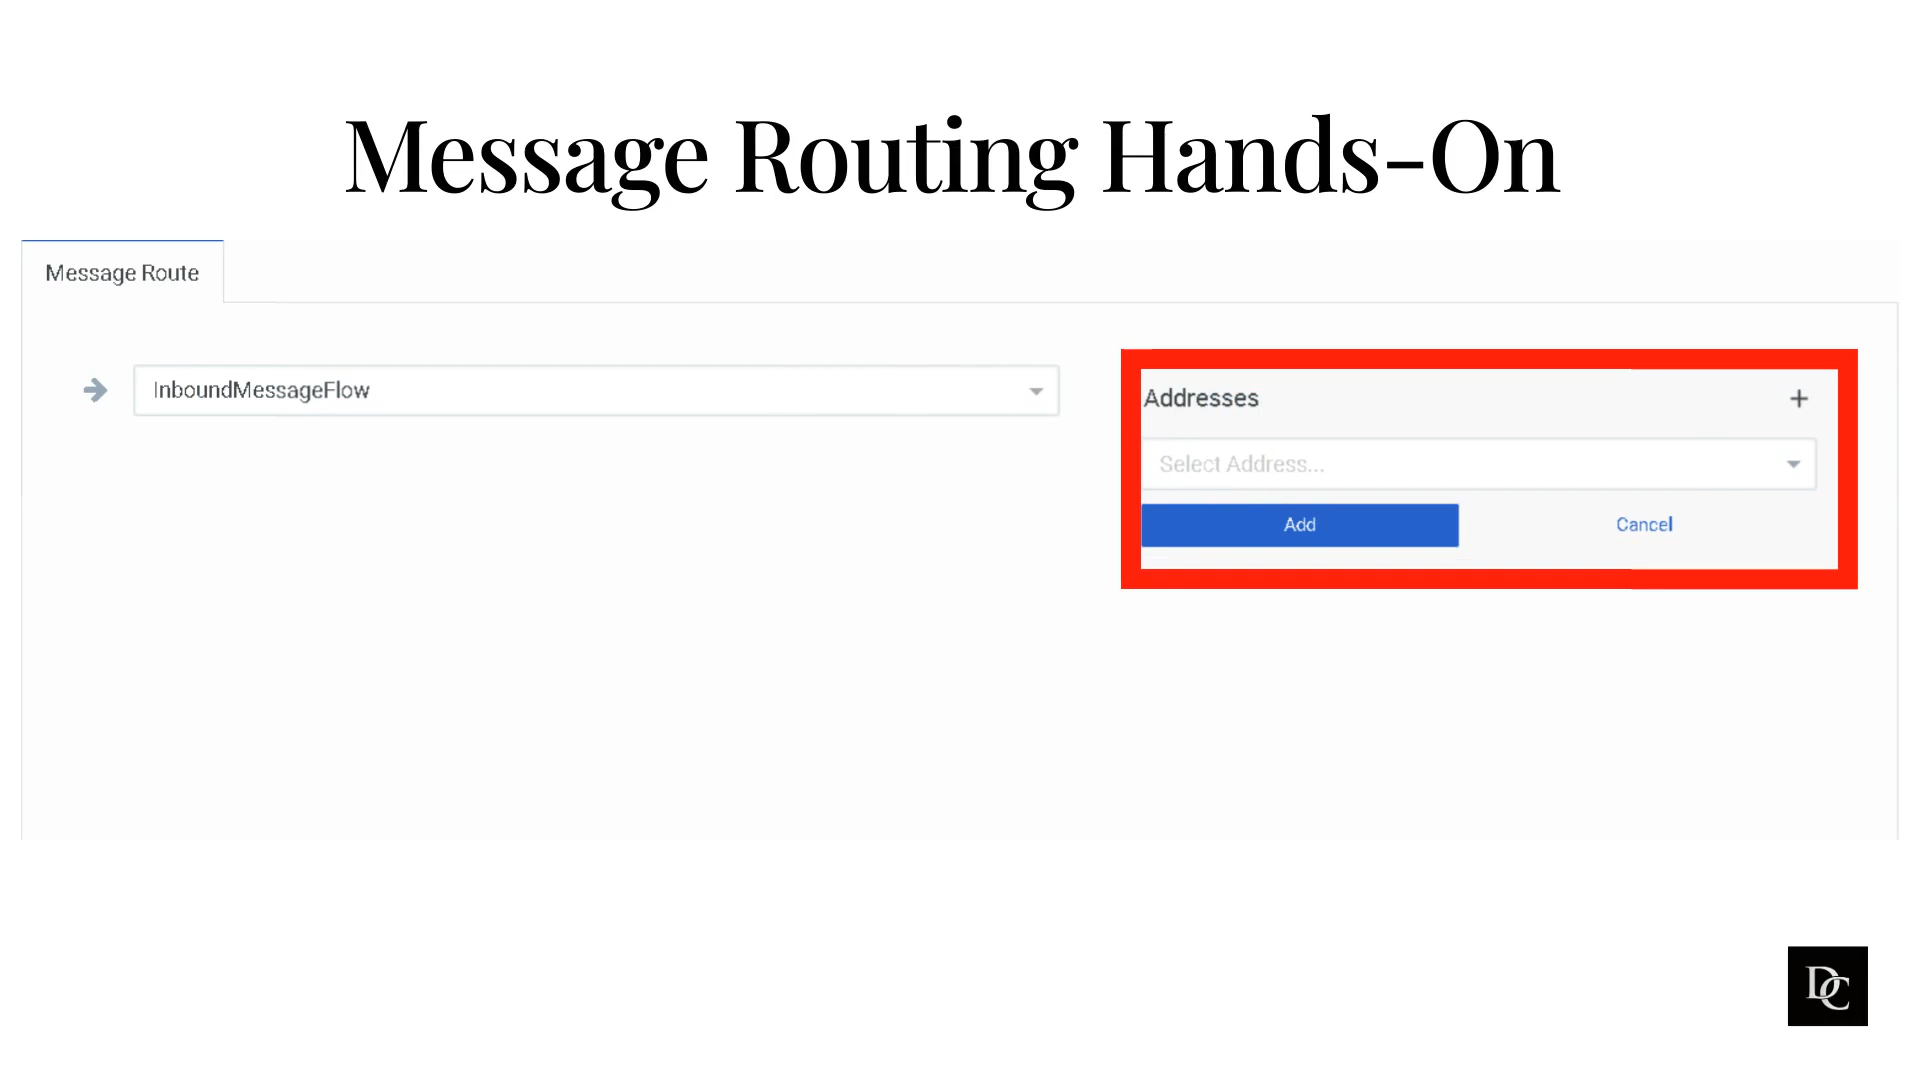 Message Routing Hands-On
Message Route
InboundMessageFlow
Addresses +
Select Address...
Add Cancel
DC